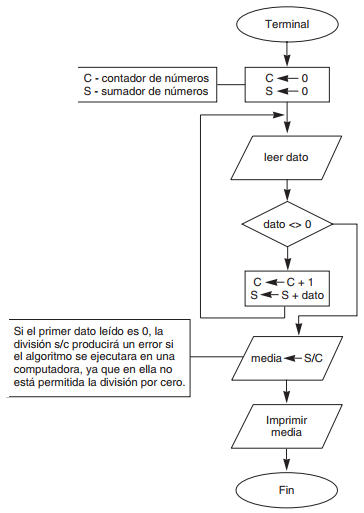 Terminal
C - contador de números
S - sumador de números
C ← 0
S ← 0
leer dato
dato <> 0
C ← C + 1
S ← S + dato
Si el primer dato leído es 0, la
división s/c producirá un error si
el algoritmo se ejecutara en una
computadora, ya que en ella no
está permitida la división por cero.
media ← S/C
Imprimir
media
Fin